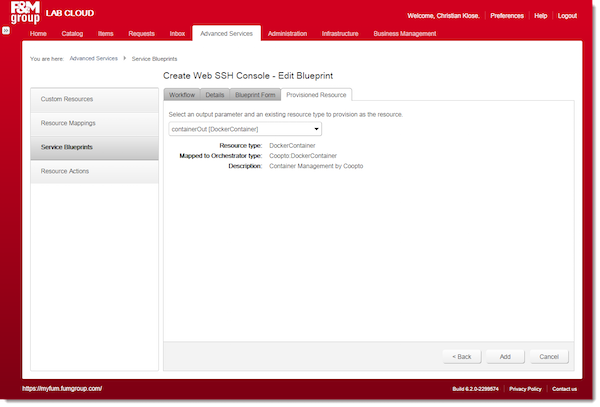 F&M group LAB CLOUD
Welcome, Christian Klose. Preferences Help Logout
Home Catalog Items Requests Inbox Advanced Services Administration Infrastructure Business Management
You are here: Advanced Services Service Blueprints
Create Web SSH Console - Edit Blueprint
Custom Resources
Resource Mappings
Service Blueprints
Resource Actions
Workflow Details Blueprint Form Provisioned Resource
Select an output parameter and an existing resource type to provision as the resource.
containerOut [DockerContainer]
Resource type: DockerContainer
Mapped to Orchestrator type: Coopto:DockerContainer
Description: Container Management by Coopto
< Back Add Cancel
https://myfum.fumgroup.com/ Build 6.2.0-2299574 Privacy Policy Contact us